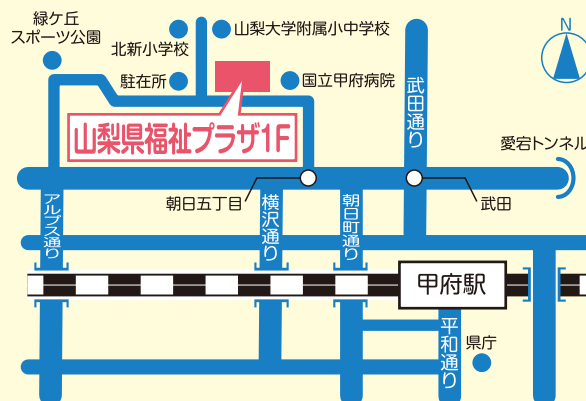 緑ケ丘
スポーツ公園
北新小学校
山梨大学附属小中学校
駐在所
国立甲府病院
山梨県福祉プラザ1F
武田通り
N
愛宕トンネル
朝日五丁目
武田
アルプス通り
横沢通り
朝日町通り
甲府駅
平和通り
県庁